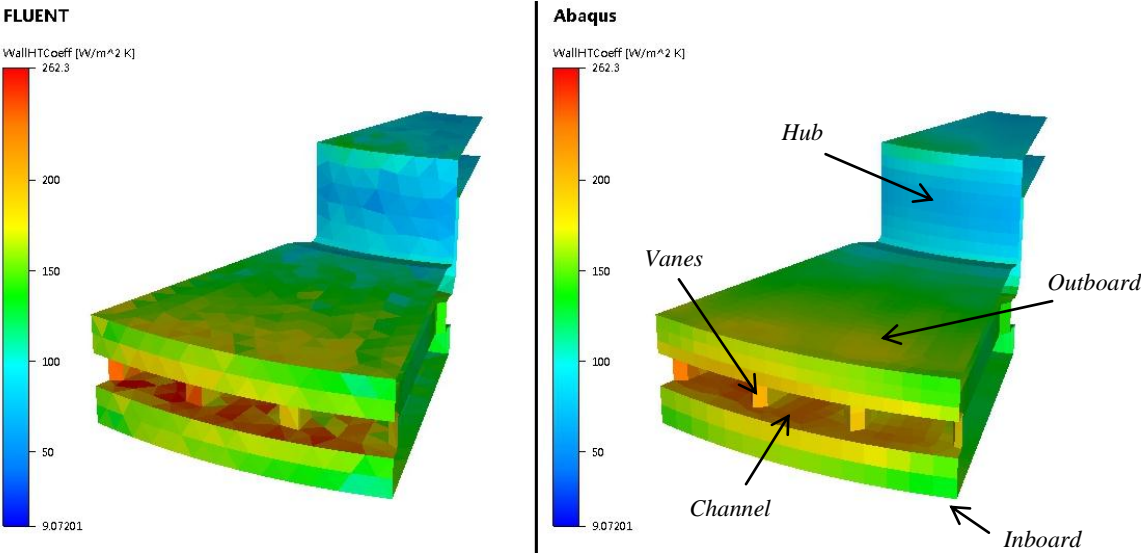 FLUENT
WallHTCoeff [W/m^2 K]
262.3
200
150
100
50
9.07201
Abaqus
WallHTCoeff [W/m^2 K]
262.3
200
150
100
50
9.07201
Hub
Vanes
Outboard
Channel
Inboard